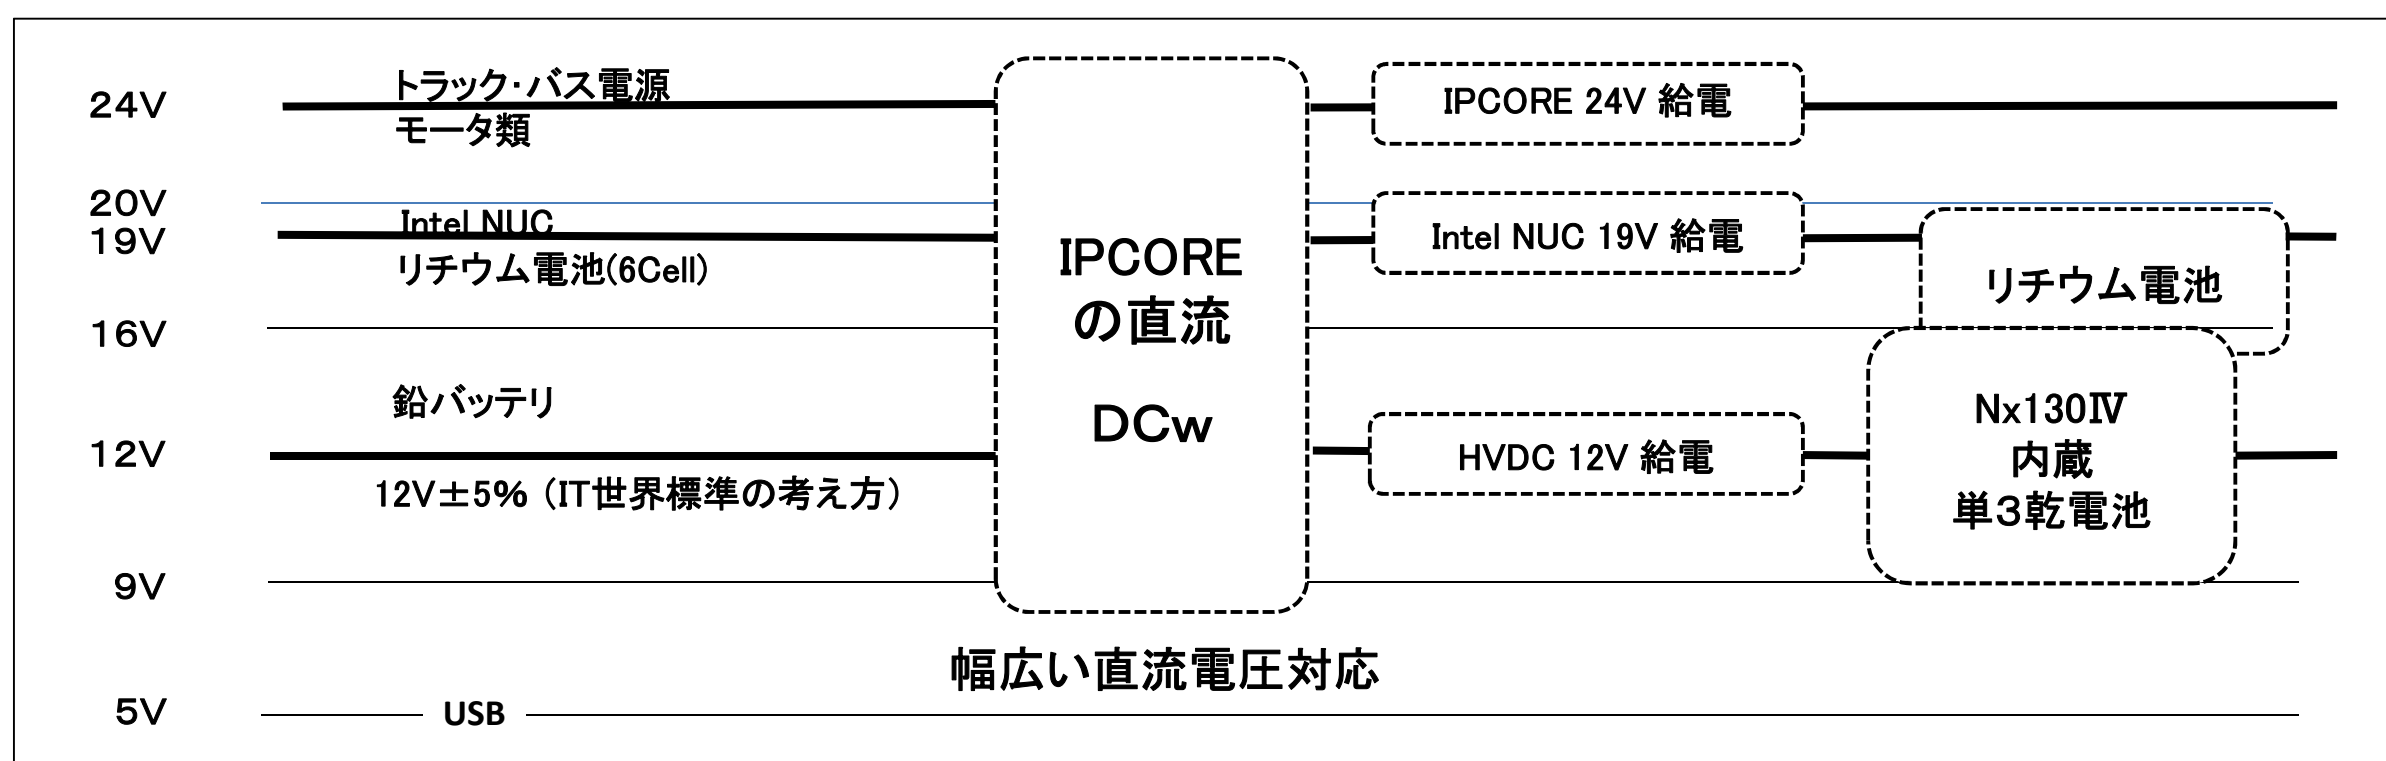 24V
トラック・バス電源
モータ類
IPCORE 24V 給電
20V
19V
Intel NUC
リチウム電池(6Cell)
Intel NUC 19V 給電
リチウム電池
IPCORE
の直流
DCw
16V
鉛バッテリ
12V
12V±5% (IT世界標準の考え方)
HVDC 12V 給電
Nx130Ⅳ
内蔵
単３乾電池
9V
幅広い直流電圧対応
5V
USB